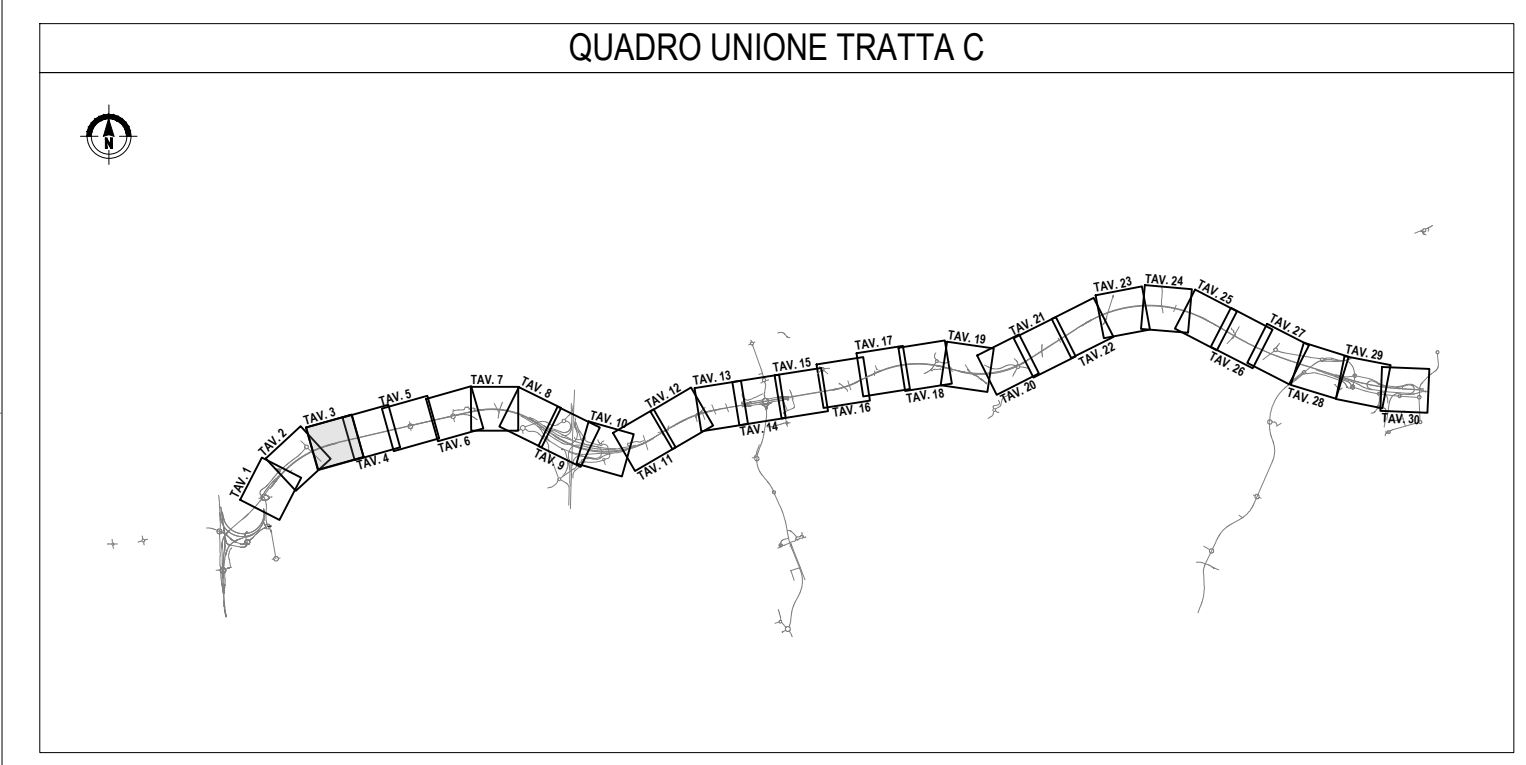 QUADRO UNIONE TRATTA C
N
TAV. 1
TAV. 2
TAV. 3
TAV. 4
TAV. 5
TAV. 6
TAV. 7
TAV. 8
TAV. 9
TAV. 10
TAV. 11
TAV. 12
TAV. 13
TAV. 14
TAV. 15
TAV. 16
TAV. 17
TAV. 18
TAV. 19
TAV. 20
TAV. 21
TAV. 22
TAV. 23
TAV. 24
TAV. 25
TAV. 26
TAV. 27
TAV. 28
TAV. 29
TAV. 30